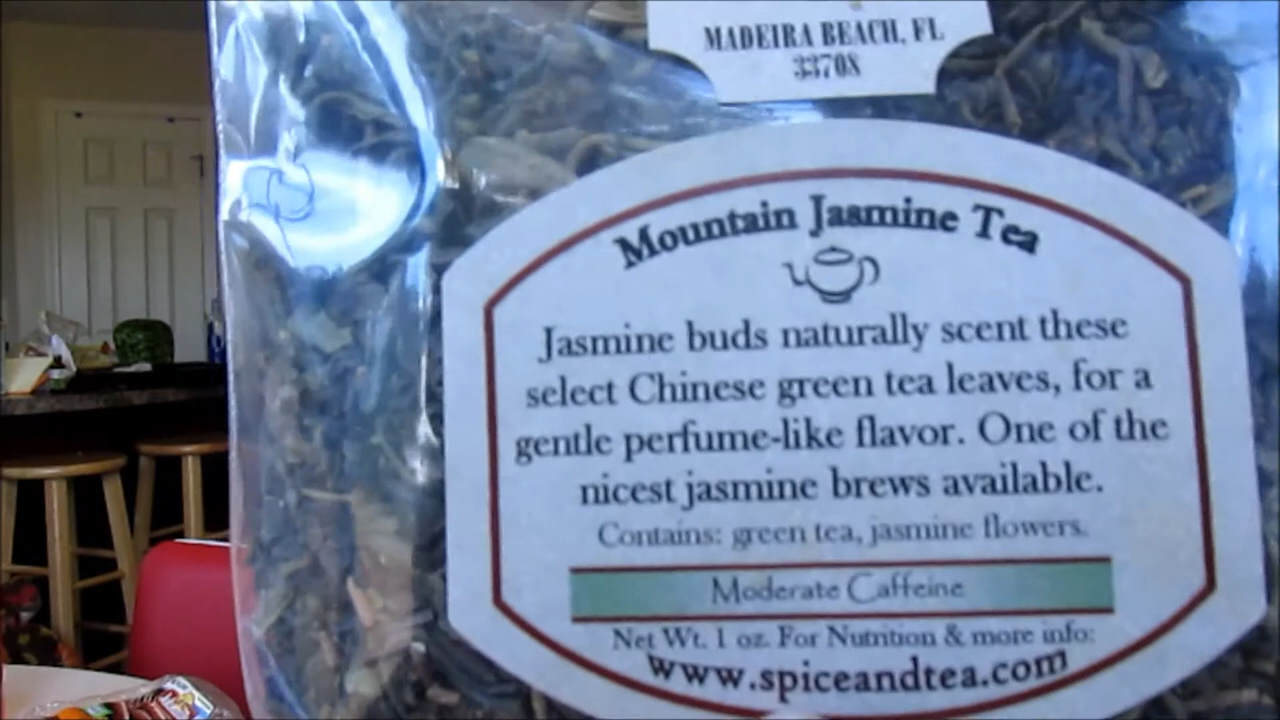 MADEIRA BEACH, FL
33708
Mountain Jasmine Tea
Jasmine buds naturally scent these
select Chinese green tea leaves, for a
gentle perfume-like flavor. One of the
nicest jasmine brews available.
Contains: green tea, jasmine flowers.
Moderate Caffeine
Net Wt. 1 oz. For Nutrition & more info:
www.spiceandtea.com